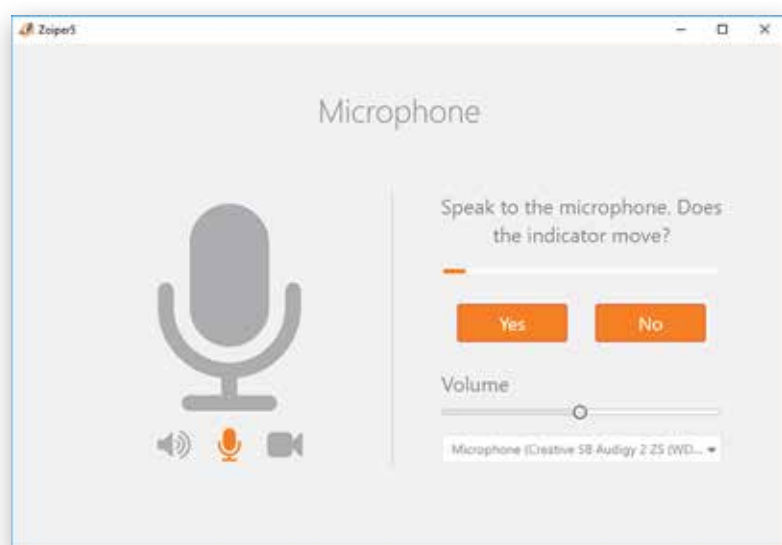 Zoiper5
Microphone
Speak to the microphone. Does
the indicator move?
Yes
No
Volume
Microphone (Creative SB Audigy 2 ZS (WD...